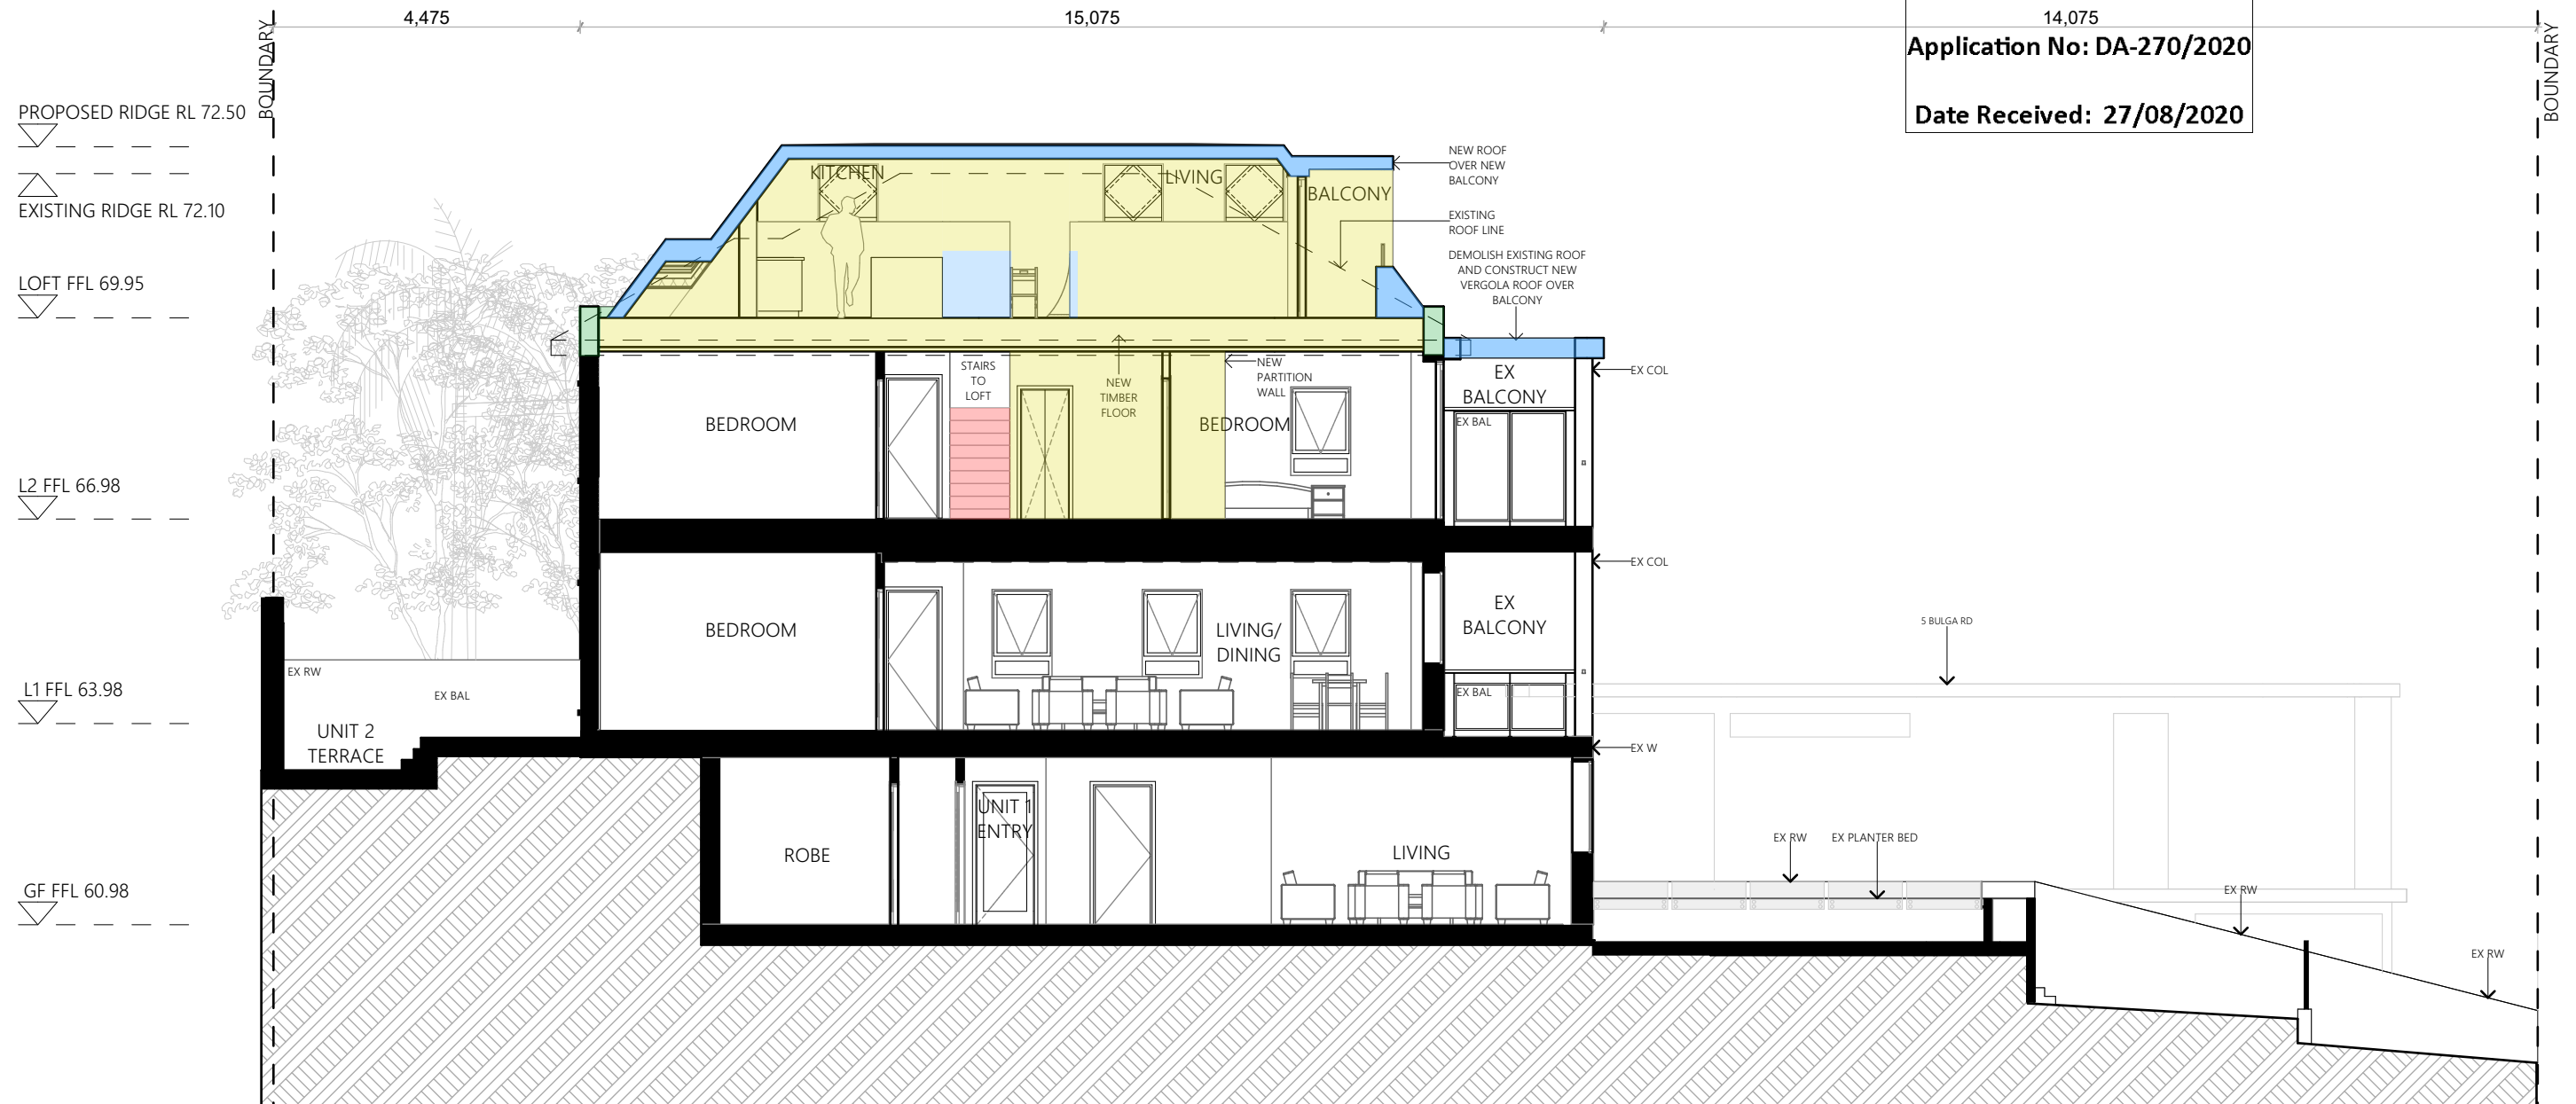 4,475
15,075
14,075
BOUNDARY
BOUNDARY
Application No: DA-270/2020
Date Received: 27/08/2020
PROPOSED RIDGE RL 72.50
EXISTING RIDGE RL 72.10
LOFT FFL 69.95
L2 FFL 66.98
L1 FFL 63.98
GF FFL 60.98
KITCHEN
LIVING
BALCONY
NEW ROOF
OVER NEW
BALCONY
EXISTING
ROOF LINE
DEMOLISH EXISTING ROOF
AND CONSTRUCT NEW
VERGOLA ROOF OVER
BALCONY
BEDROOM
STAIRS
TO
LOFT
NEW
TIMBER
FLOOR
NEW
PARTITION
WALL
BEDROOM
EX
BALCONY
EX BAL
EX COL
BEDROOM
LIVING/
DINING
EX
BALCONY
EX BAL
EX COL
5 BULGA RD
EX RW
EX BAL
UNIT 2
TERRACE
EX W
ROBE
UNIT 1
ENTRY
LIVING
EX RW
EX PLANTER BED
EX RW
EX RW